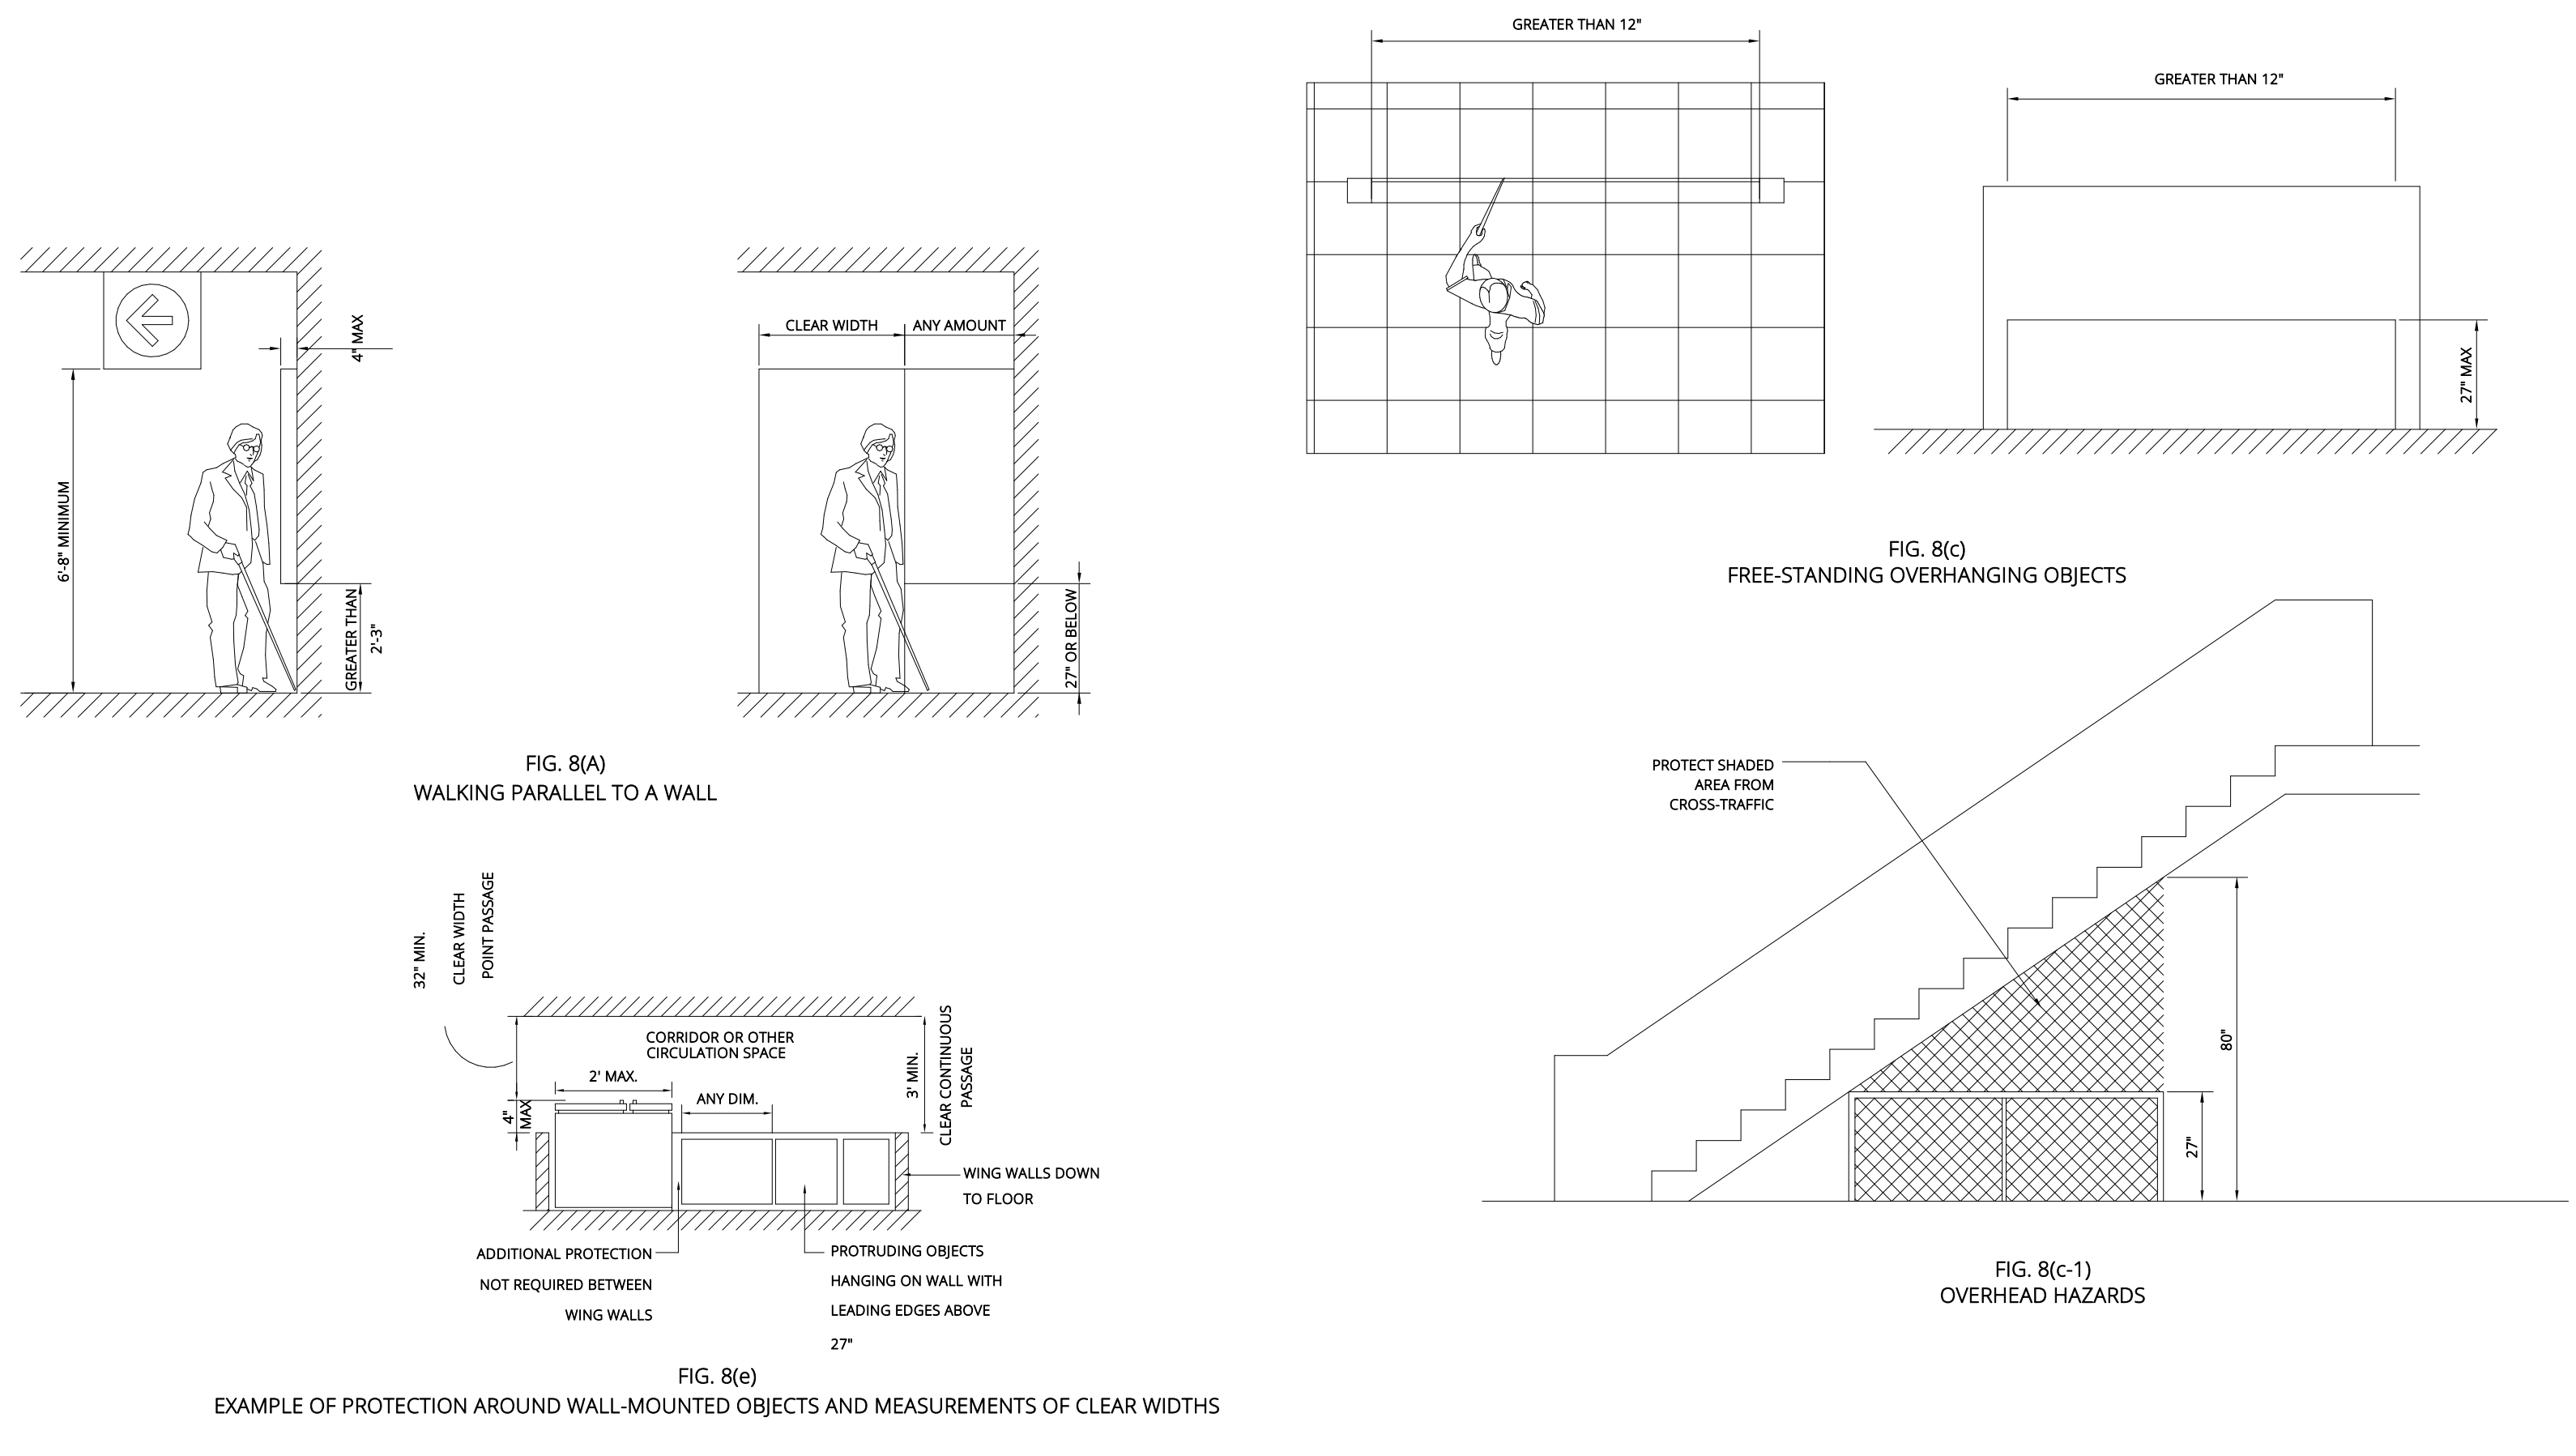 GREATER THAN 12"
GREATER THAN 12"
27" MAX
FIG. 8(c)
FREE-STANDING OVERHANGING OBJECTS
4" MAX
6'-8" MINIMUM
GREATER THAN
2'-3"
CLEAR WIDTH
ANY AMOUNT
27" OR BELOW
FIG. 8(A)
WALKING PARALLEL TO A WALL
PROTECT SHADED
AREA FROM
CROSS-TRAFFIC
80"
27"
FIG. 8(c-1)
OVERHEAD HAZARDS
32" MIN.
CLEAR WIDTH
POINT PASSAGE
CORRIDOR OR OTHER
CIRCULATION SPACE
2' MAX.
4"
MAX
ANY DIM.
3' MIN.
CLEAR CONTINUOUS
PASSAGE
WING WALLS DOWN
TO FLOOR
ADDITIONAL PROTECTION
NOT REQUIRED BETWEEN
WING WALLS
PROTRUDING OBJECTS
HANGING ON WALL WITH
LEADING EDGES ABOVE
27"
FIG. 8(e)
EXAMPLE OF PROTECTION AROUND WALL-MOUNTED OBJECTS AND MEASUREMENTS OF CLEAR WIDTHS